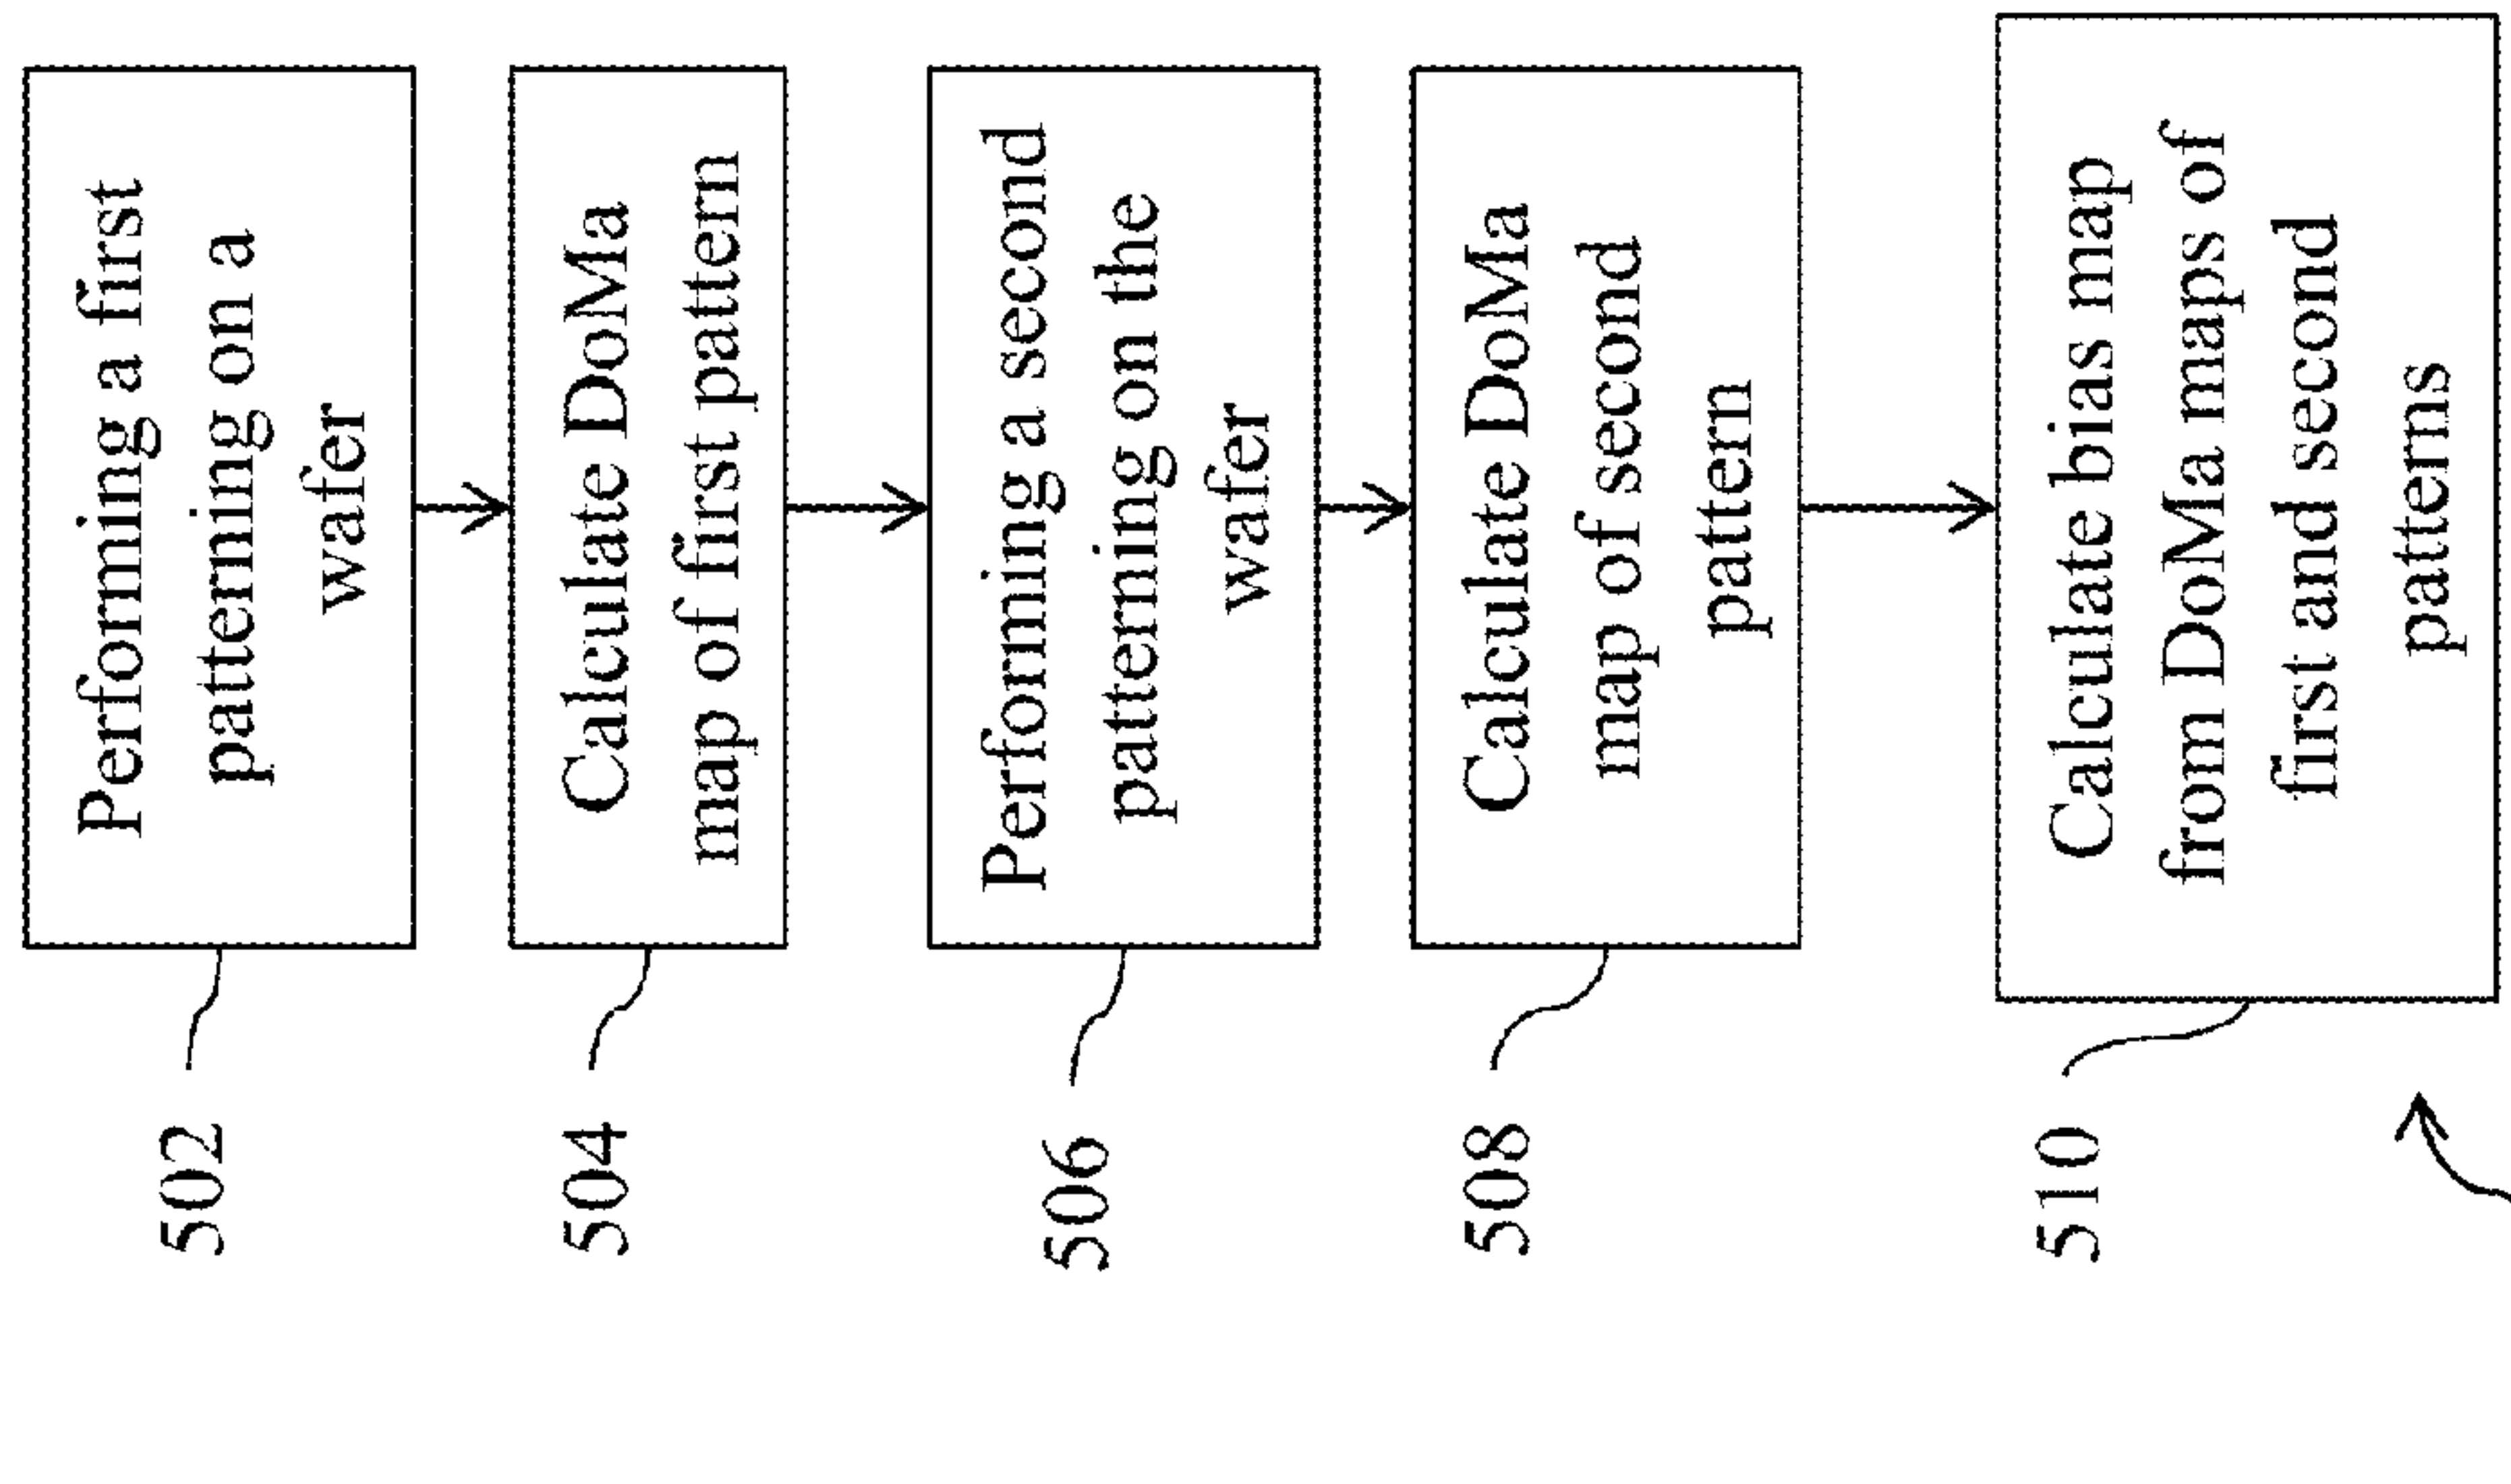 502
Performing a first
patterning on a
wafer
504
Calculate DoMa
map of first pattern
506
Performing a second
patterning on the
wafer
508
Calculate DoMa
map of second
pattern
510
Calculate bias map
from DoMa maps of
first and second
patterns